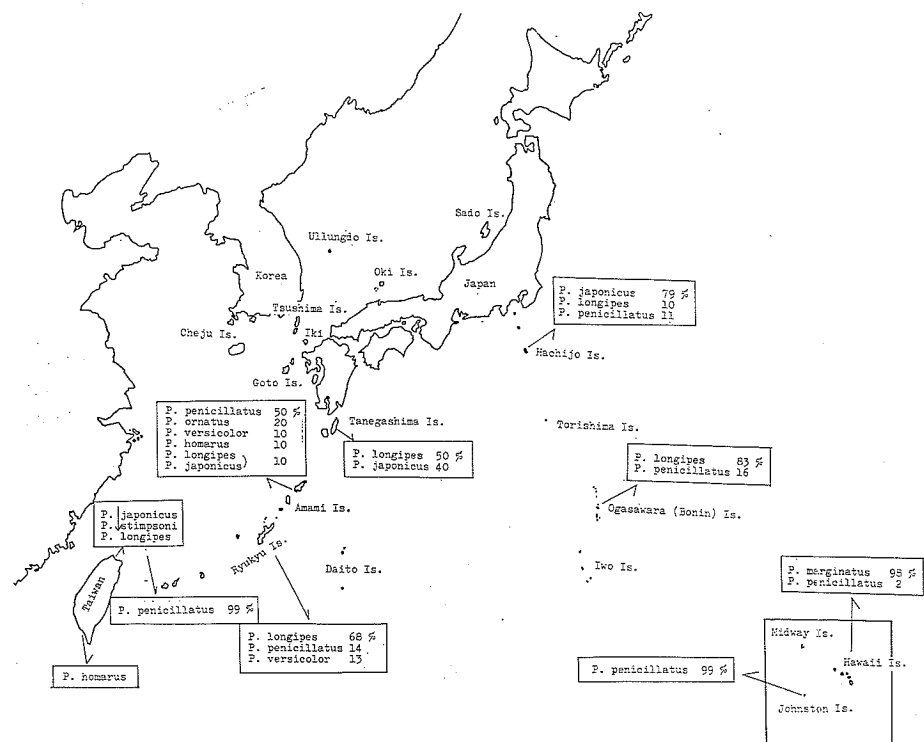 Sado Is.
Ullungdo Is.
Oki Is.
Korea
Japan
Tsushima Is.
Cheju Is.
Iki
Goto Is.
P. japonicus 79 %
P. longipes 10
P. penicillatus 11
Hachijo Is.
P. penicillatus 50 %
P. ornatus 20
P. versicolor 10
P. homarus 10
P. longipes
P. japonicus) 10
Tanegashima Is.
P. longipes 50 %
P. japonicus 40
Torishima Is.
P. longipes 83 %
P. penicillatus 16
Ogasawara (Bonin) Is.
Amami Is.
P. japonicus
P. stimpsoni
P. longipes
Ryukyu Is.
Daito Is.
Iwo Is.
Taiwan
P. penicillatus 99 %
P. marginatus 98 %
P. penicillatus 2
P. longipes 68 %
P. penicillatus 14
P. versicolor 13
P. homarus
Midway Is.
Hawaii Is.
P. penicillatus 99 %
Johnston Is.